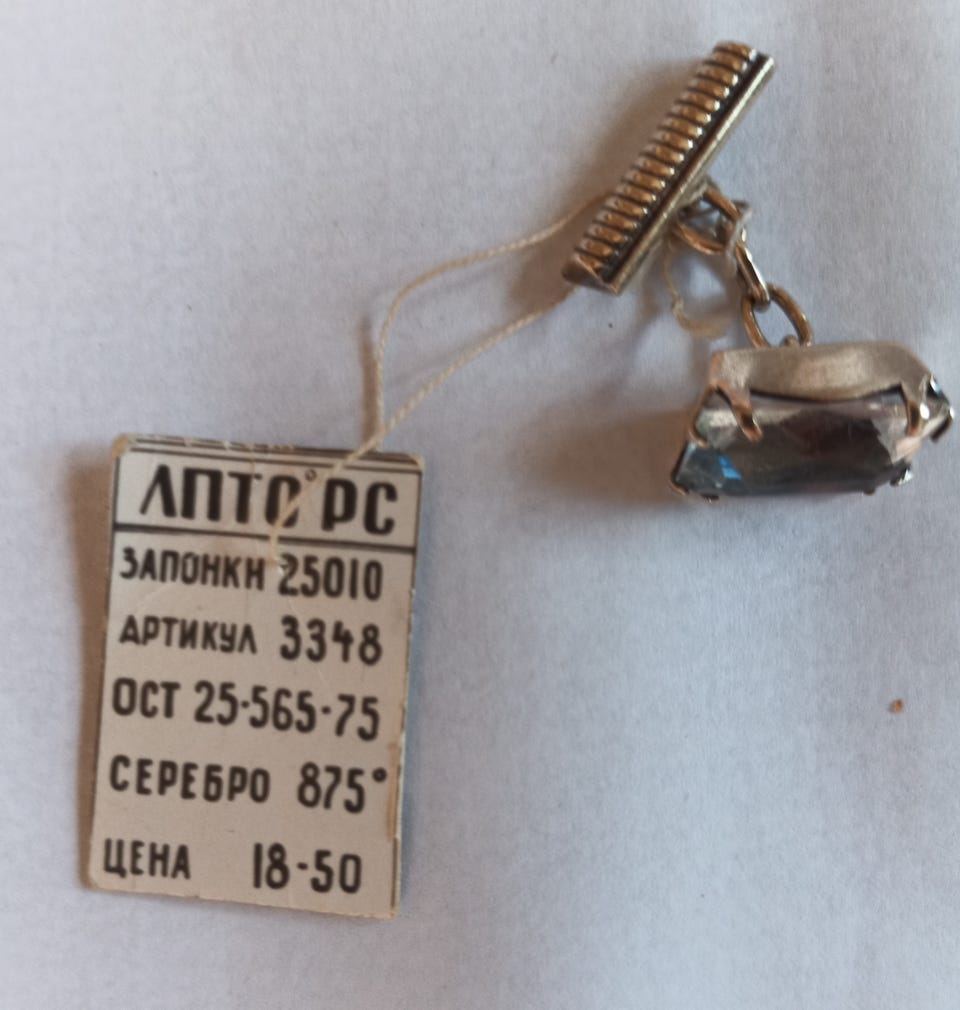 ЛПТО РС
ЗАПОНКИ 25010
АРТИКУЛ 3348
ОСТ 25-565-75
СЕРЕБРО 875°
ЦЕНА 18-50